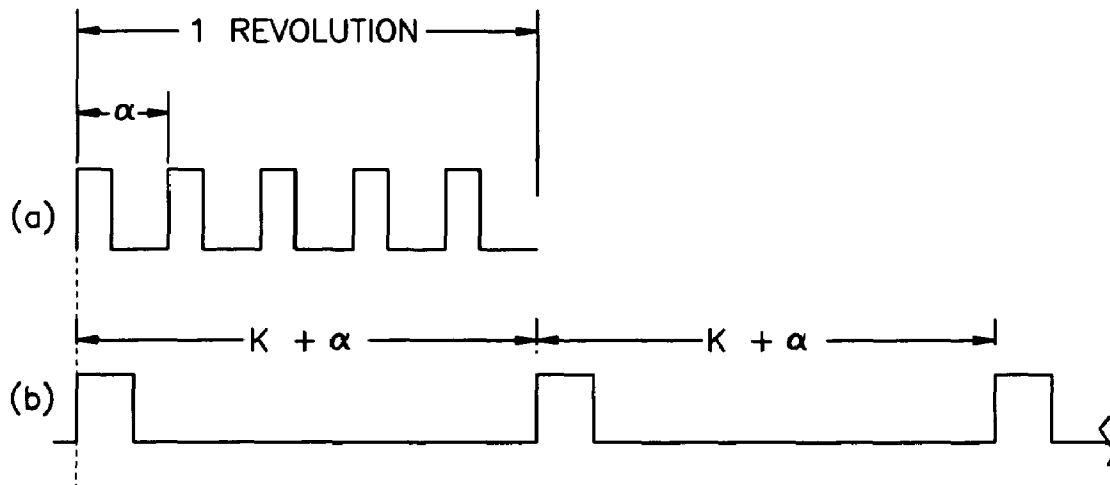 1 REVOLUTION
α
(a)
K + α K + α
(b)